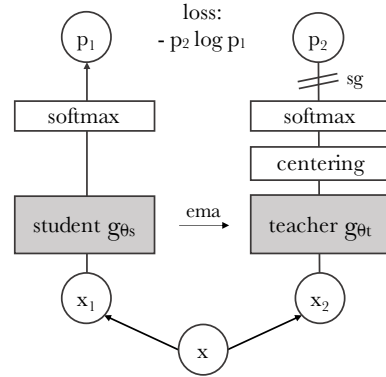 loss:
- p₂ log p₁
p₁
p₂
sg
softmax
softmax
centering
student gθs
ema
teacher gθt
x₁
x₂
x